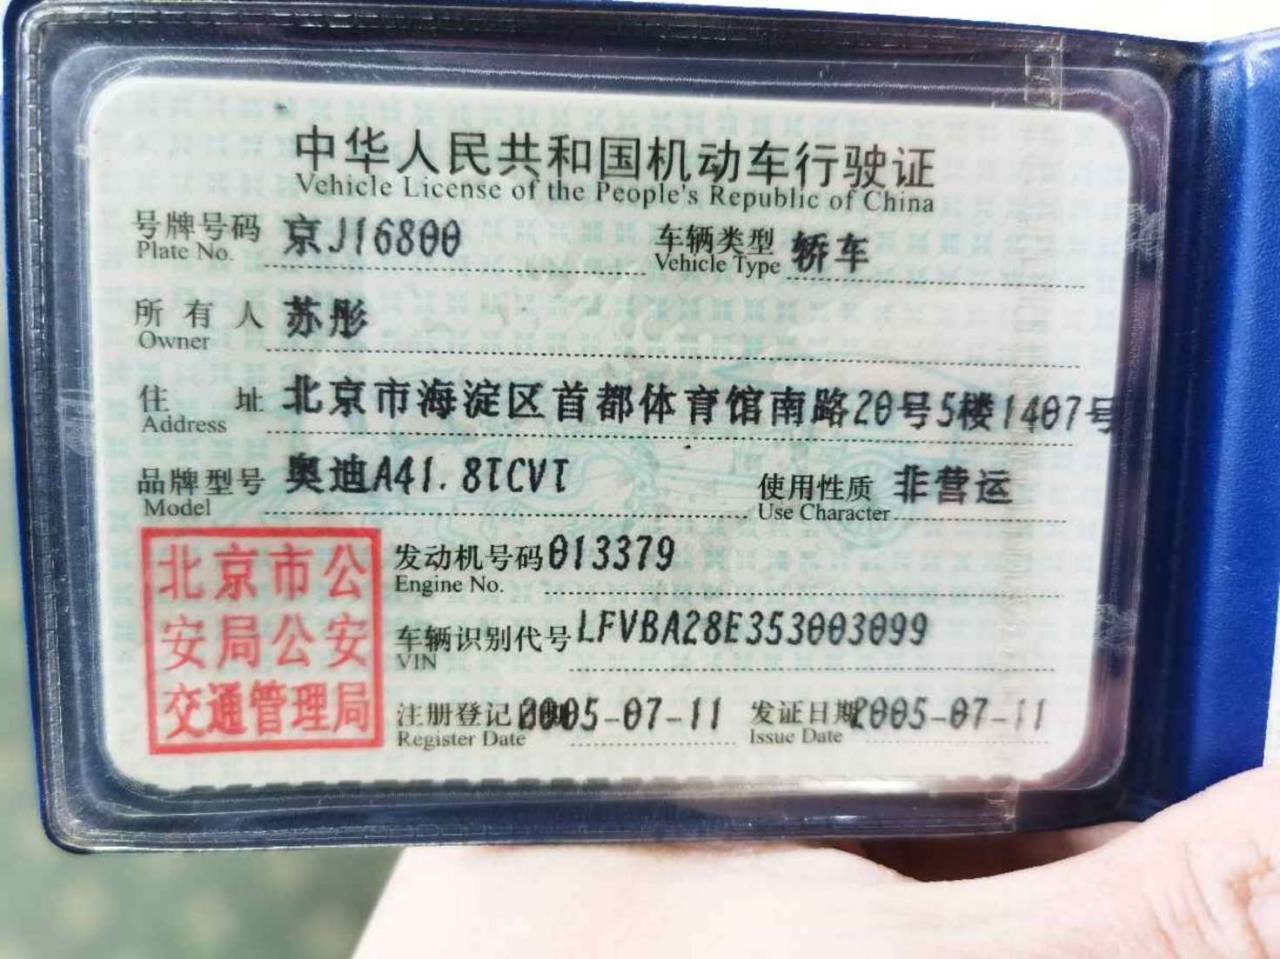 中华人民共和国机动车行驶证
Vehicle License of the People's Republic of China
号牌号码 京J16800 车辆类型 轿车
Plate No. Vehicle Type
所有人 苏彤
Owner
住址 北京市海淀区首都体育馆南路20号5楼1407号
Address
品牌型号 奥迪A41.8TCVT 使用性质 非营运
Model Use Character
北京市公
安局公安
交通管理局
发动机号码 013379
Engine No.
车辆识别代号 LFVBA28E353003099
VIN
注册登记日期 2005-07-11 发证日期 2005-07-11
Register Date Issue Date